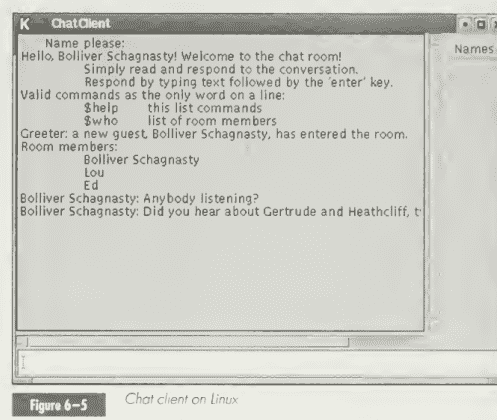 K ChatClient
Names
Name please:
Hello, Bolliver Schagnasty! Welcome to the chat room!
Simply read and respond to the conversation.
Respond by typing text followed by the 'enter' key.
Valid commands as the only word on a line:
$help this list commands
$who list of room members
Greeter: a new guest, Bolliver Schagnasty, has entered the room.
Room members:
Bolliver Schagnasty
Lou
Ed
Bolliver Schagnasty: Anybody listening?
Bolliver Schagnasty: Did you hear about Gertrude and Heathcliff, t
Figure 6–5 Chat client on Linux